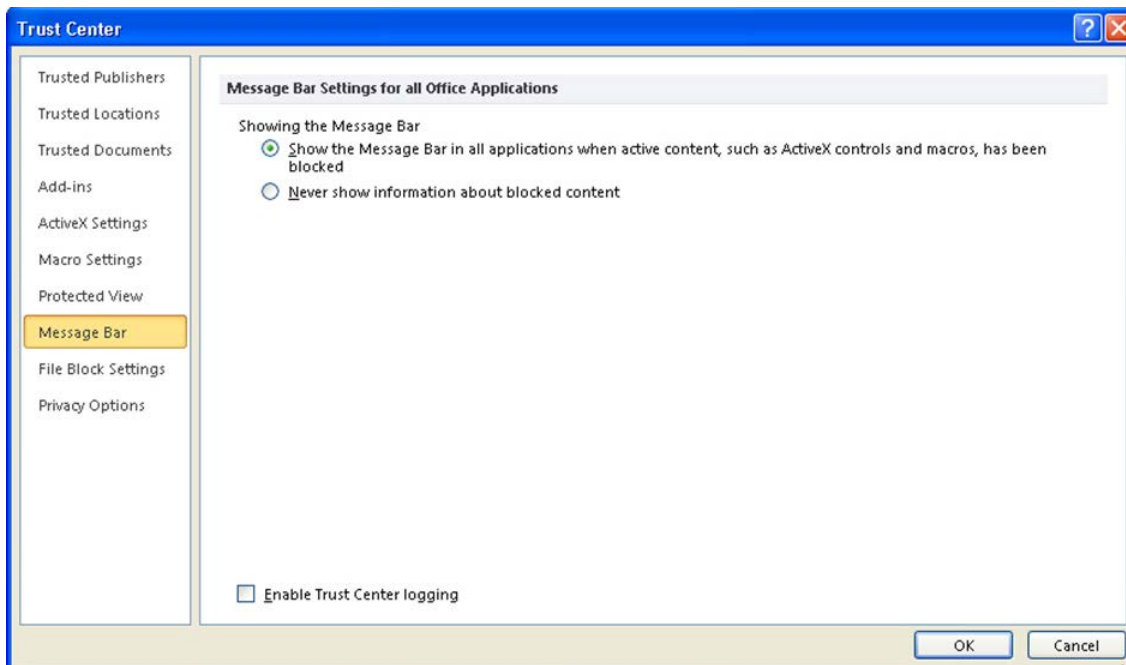 Trust Center
Trusted Publishers
Trusted Locations
Trusted Documents
Add-ins
ActiveX Settings
Macro Settings
Protected View
Message Bar
File Block Settings
Privacy Options
Message Bar Settings for all Office Applications
Showing the Message Bar
Show the Message Bar in all applications when active content, such as ActiveX controls and macros, has been
blocked
Never show information about blocked content
Enable Trust Center logging
OK
Cancel